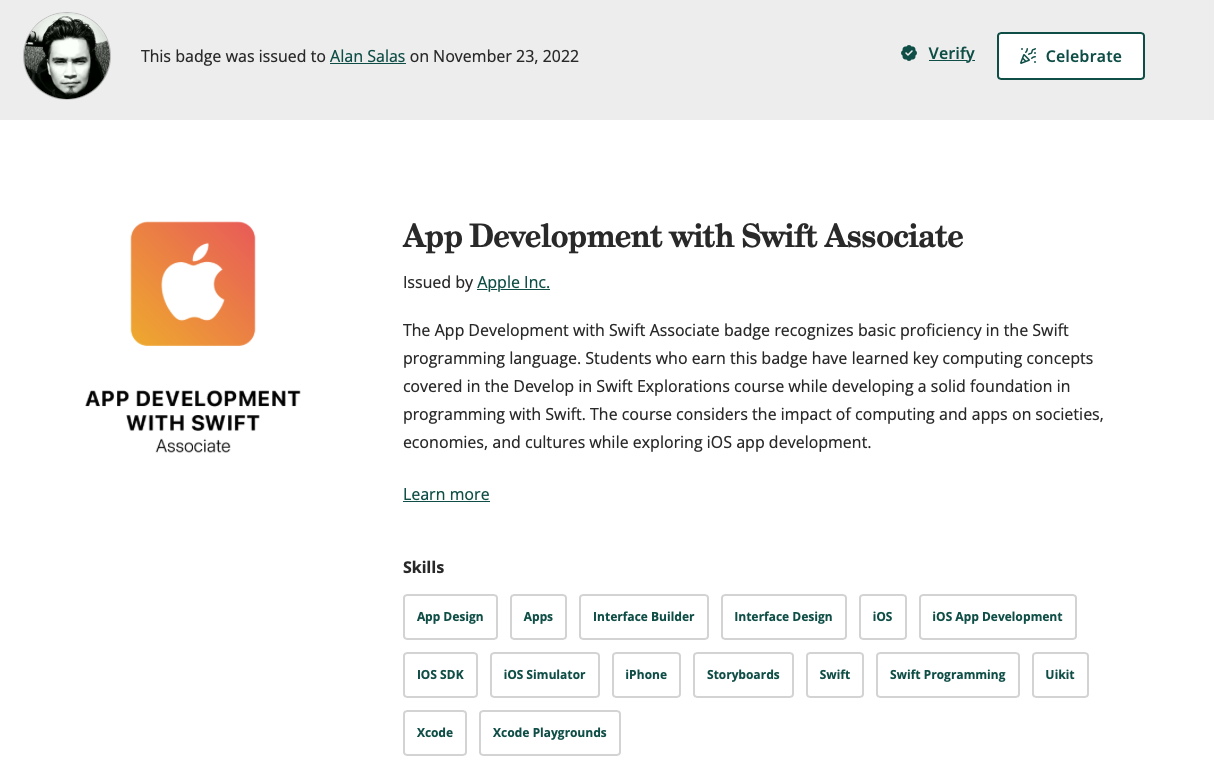 This badge was issued to Alan Salas on November 23, 2022
Verify
Celebrate
APP DEVELOPMENT
WITH SWIFT
Associate
App Development with Swift Associate
Issued by Apple Inc.
The App Development with Swift Associate badge recognizes basic proficiency in the Swift
programming language. Students who earn this badge have learned key computing concepts
covered in the Develop in Swift Explorations course while developing a solid foundation in
programming with Swift. The course considers the impact of computing and apps on societies,
economies, and cultures while exploring iOS app development.
Learn more
Skills
App Design Apps Interface Builder Interface Design iOS iOS App Development
IOS SDK iOS Simulator iPhone Storyboards Swift Swift Programming Uikit
Xcode Xcode Playgrounds